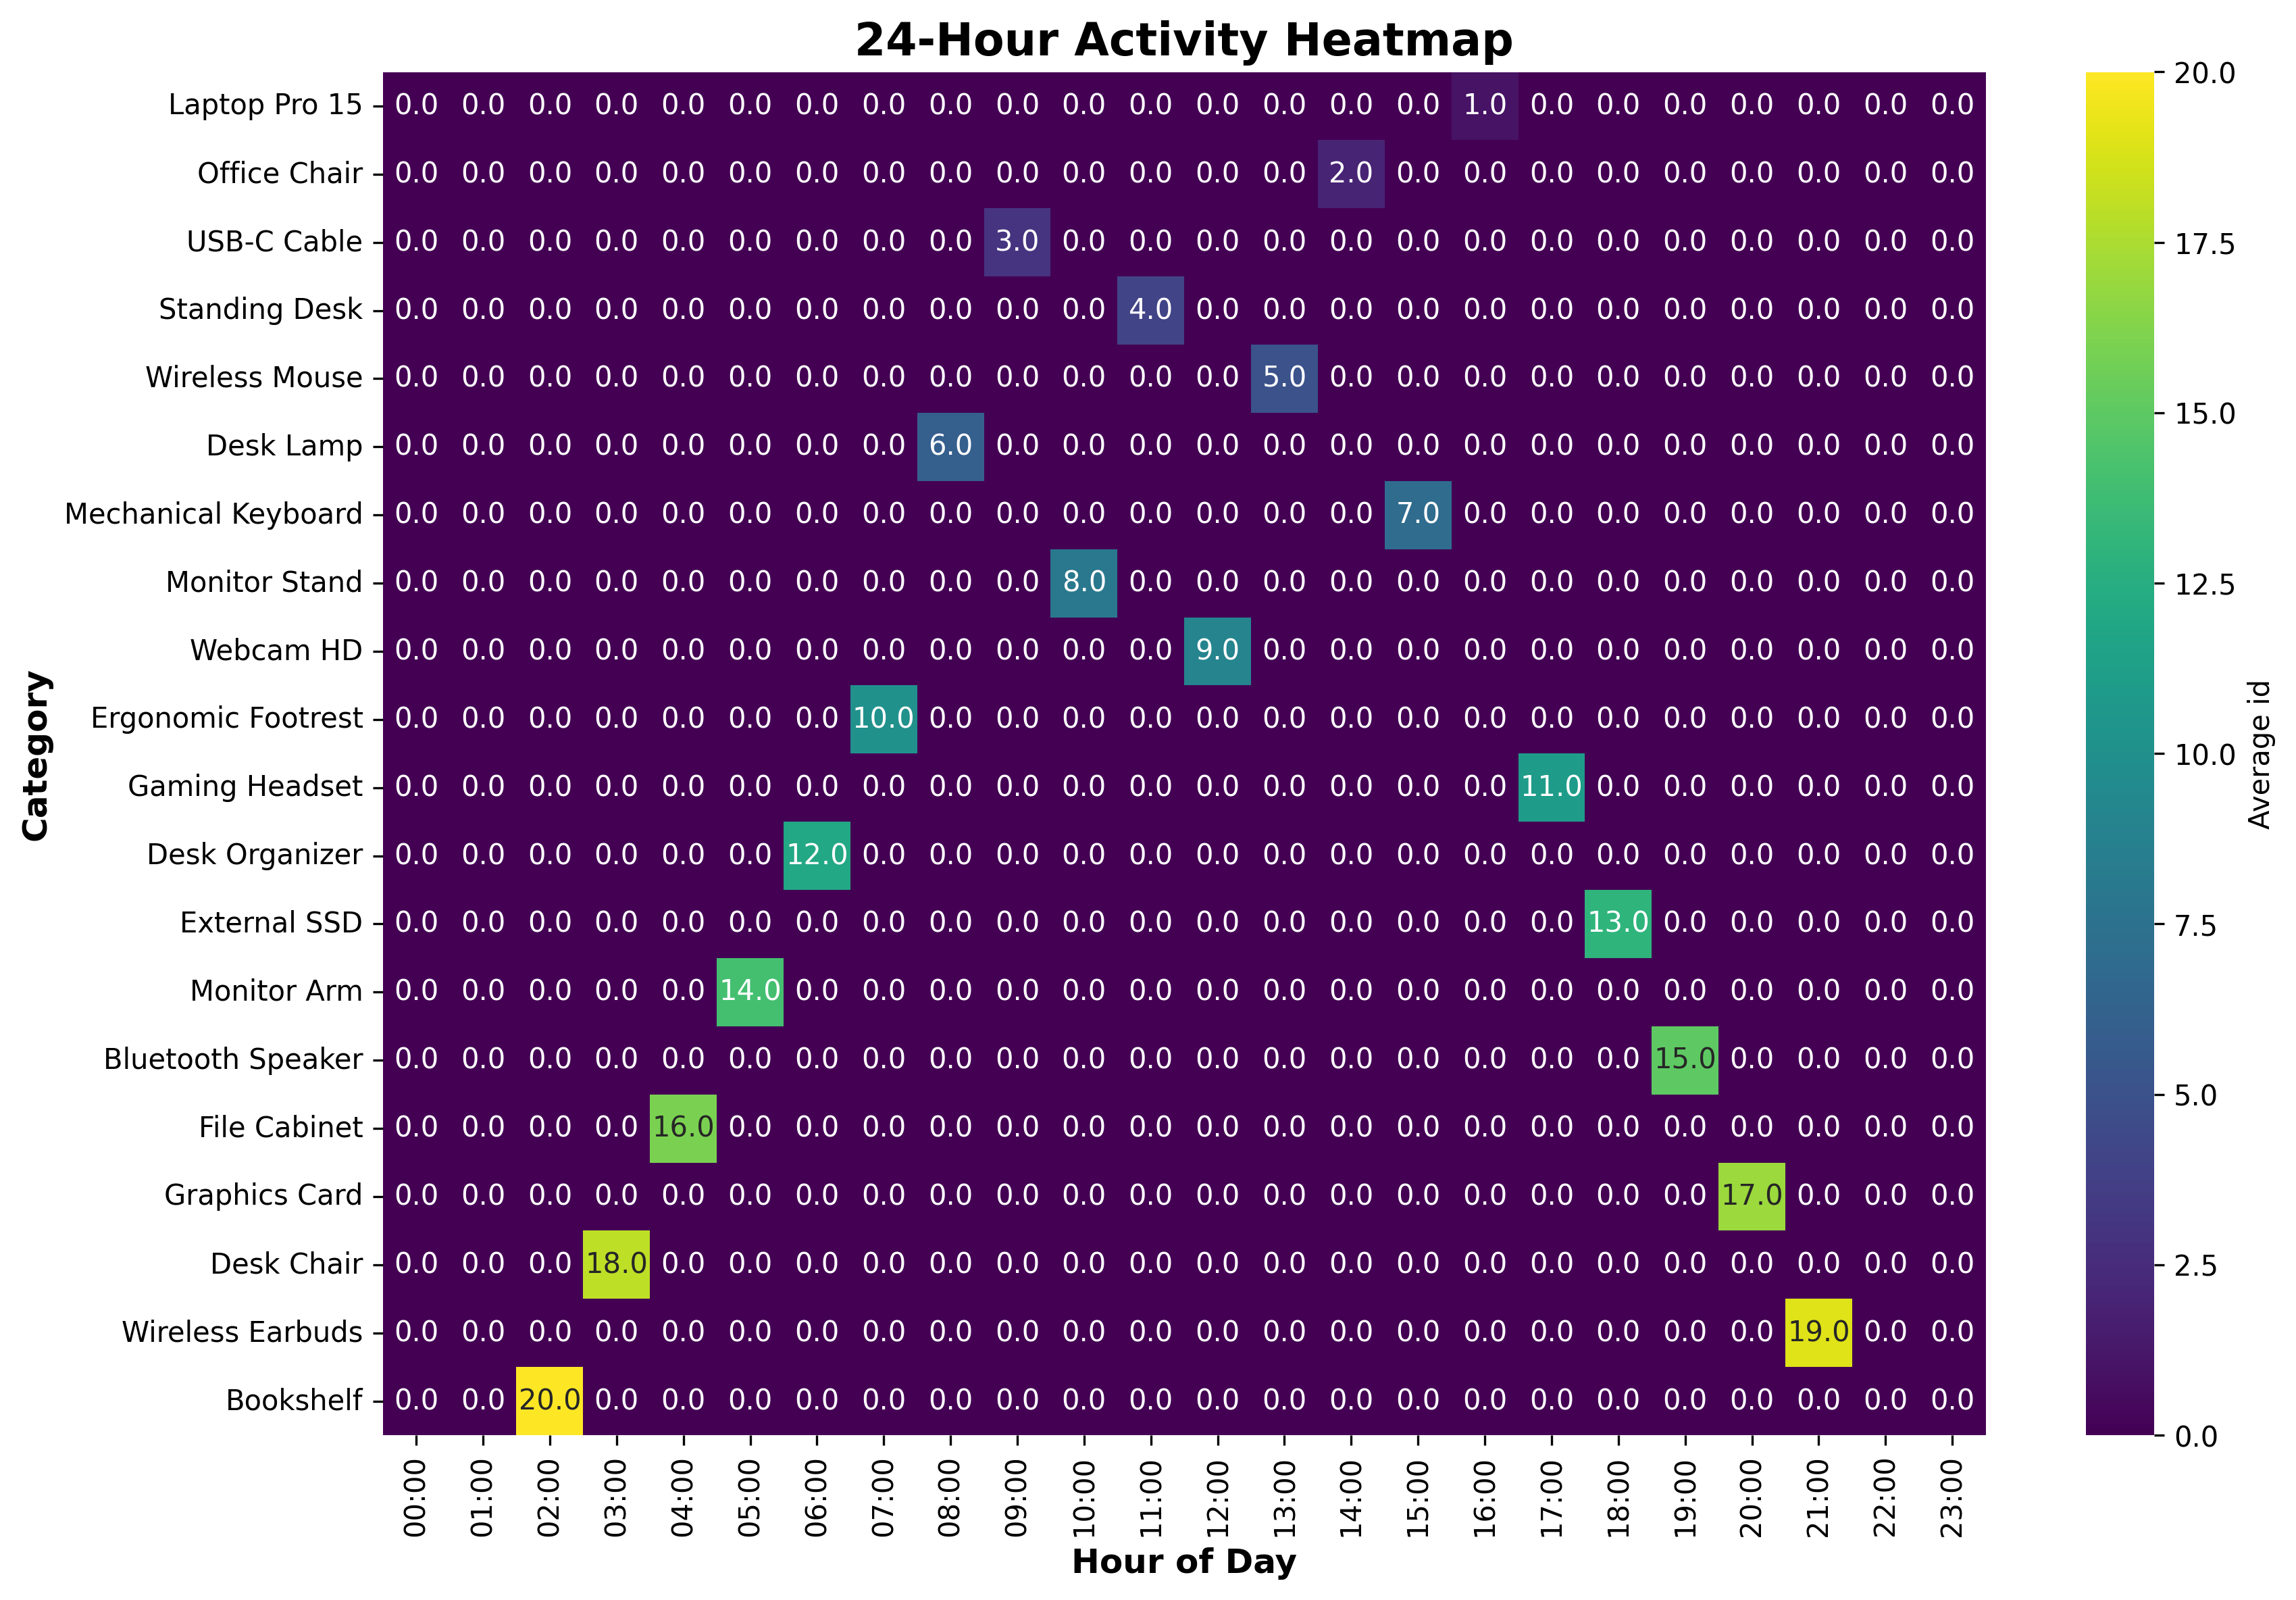 24-Hour Activity Heatmap
Laptop Pro 15 0.0 0.0 0.0 0.0 0.0 0.0 0.0 0.0 0.0 0.0 0.0 0.0 0.0 0.0 0.0 0.0 1.0 0.0 0.0 0.0 0.0 0.0 0.0 0.0
Office Chair 0.0 0.0 0.0 0.0 0.0 0.0 0.0 0.0 0.0 0.0 0.0 0.0 0.0 0.0 2.0 0.0 0.0 0.0 0.0 0.0 0.0 0.0 0.0 0.0
USB-C Cable 0.0 0.0 0.0 0.0 0.0 0.0 0.0 0.0 0.0 3.0 0.0 0.0 0.0 0.0 0.0 0.0 0.0 0.0 0.0 0.0 0.0 0.0 0.0 0.0
Standing Desk 0.0 0.0 0.0 0.0 0.0 0.0 0.0 0.0 0.0 0.0 0.0 4.0 0.0 0.0 0.0 0.0 0.0 0.0 0.0 0.0 0.0 0.0 0.0 0.0
Wireless Mouse 0.0 0.0 0.0 0.0 0.0 0.0 0.0 0.0 0.0 0.0 0.0 0.0 0.0 5.0 0.0 0.0 0.0 0.0 0.0 0.0 0.0 0.0 0.0 0.0
Desk Lamp 0.0 0.0 0.0 0.0 0.0 0.0 0.0 0.0 6.0 0.0 0.0 0.0 0.0 0.0 0.0 0.0 0.0 0.0 0.0 0.0 0.0 0.0 0.0 0.0
Mechanical Keyboard 0.0 0.0 0.0 0.0 0.0 0.0 0.0 0.0 0.0 0.0 0.0 0.0 0.0 0.0 0.0 7.0 0.0 0.0 0.0 0.0 0.0 0.0 0.0 0.0
Monitor Stand 0.0 0.0 0.0 0.0 0.0 0.0 0.0 0.0 0.0 0.0 8.0 0.0 0.0 0.0 0.0 0.0 0.0 0.0 0.0 0.0 0.0 0.0 0.0 0.0
Webcam HD 0.0 0.0 0.0 0.0 0.0 0.0 0.0 0.0 0.0 0.0 0.0 0.0 9.0 0.0 0.0 0.0 0.0 0.0 0.0 0.0 0.0 0.0 0.0 0.0
Ergonomic Footrest 0.0 0.0 0.0 0.0 0.0 0.0 0.0 10.0 0.0 0.0 0.0 0.0 0.0 0.0 0.0 0.0 0.0 0.0 0.0 0.0 0.0 0.0 0.0 0.0
Gaming Headset 0.0 0.0 0.0 0.0 0.0 0.0 0.0 0.0 0.0 0.0 0.0 0.0 0.0 0.0 0.0 0.0 0.0 11.0 0.0 0.0 0.0 0.0 0.0 0.0
Desk Organizer 0.0 0.0 0.0 0.0 0.0 0.0 12.0 0.0 0.0 0.0 0.0 0.0 0.0 0.0 0.0 0.0 0.0 0.0 0.0 0.0 0.0 0.0 0.0 0.0
External SSD 0.0 0.0 0.0 0.0 0.0 0.0 0.0 0.0 0.0 0.0 0.0 0.0 0.0 0.0 0.0 0.0 0.0 0.0 13.0 0.0 0.0 0.0 0.0 0.0
Monitor Arm 0.0 0.0 0.0 0.0 0.0 14.0 0.0 0.0 0.0 0.0 0.0 0.0 0.0 0.0 0.0 0.0 0.0 0.0 0.0 0.0 0.0 0.0 0.0 0.0
Bluetooth Speaker 0.0 0.0 0.0 0.0 0.0 0.0 0.0 0.0 0.0 0.0 0.0 0.0 0.0 0.0 0.0 0.0 0.0 0.0 0.0 15.0 0.0 0.0 0.0 0.0
File Cabinet 0.0 0.0 0.0 0.0 16.0 0.0 0.0 0.0 0.0 0.0 0.0 0.0 0.0 0.0 0.0 0.0 0.0 0.0 0.0 0.0 0.0 0.0 0.0 0.0
Graphics Card 0.0 0.0 0.0 0.0 0.0 0.0 0.0 0.0 0.0 0.0 0.0 0.0 0.0 0.0 0.0 0.0 0.0 0.0 0.0 0.0 17.0 0.0 0.0 0.0
Desk Chair 0.0 0.0 0.0 18.0 0.0 0.0 0.0 0.0 0.0 0.0 0.0 0.0 0.0 0.0 0.0 0.0 0.0 0.0 0.0 0.0 0.0 0.0 0.0 0.0
Wireless Earbuds 0.0 0.0 0.0 0.0 0.0 0.0 0.0 0.0 0.0 0.0 0.0 0.0 0.0 0.0 0.0 0.0 0.0 0.0 0.0 0.0 0.0 19.0 0.0 0.0
Bookshelf 0.0 0.0 20.0 0.0 0.0 0.0 0.0 0.0 0.0 0.0 0.0 0.0 0.0 0.0 0.0 0.0 0.0 0.0 0.0 0.0 0.0 0.0 0.0 0.0
00:00 01:00 02:00 03:00 04:00 05:00 06:00 07:00 08:00 09:00 10:00 11:00 12:00 13:00 14:00 15:00 16:00 17:00 18:00 19:00 20:00 21:00 22:00 23:00
Hour of Day
Category
20.0
17.5
15.0
12.5
10.0
7.5
5.0
2.5
0.0
Average id